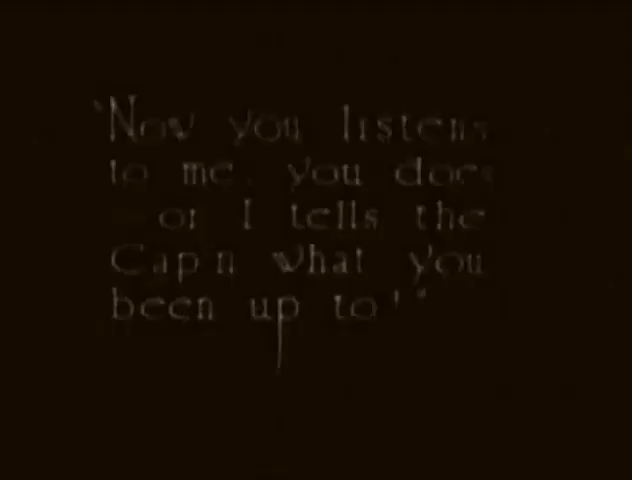 "Now you listens
to me, you does
or I tells the
Cap'n what you
been up to!"